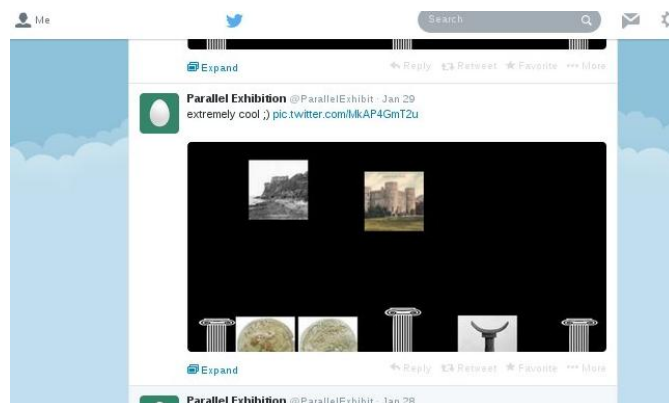 Me
Search
Expand
Reply Retweet Favorite More
Parallel Exhibition @ParallelExhibit · Jan 29
extremely cool ;) pic.twitter.com/MkAP4GmT2u
Expand
Reply Retweet Favorite More
Parallel Exhibition @ParallelExhibit · Jan 28